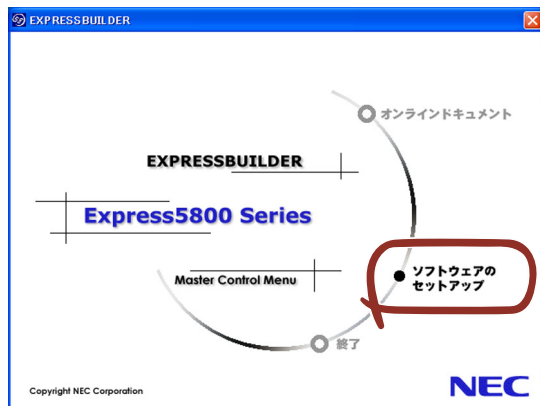 EXPRESSBUILDER
オンラインドキュメント
EXPRESSBUILDER
Express5800 Series
ソフトウェアの
セットアップ
Master Control Menu
終了
Copyright NEC Corporation
NEC